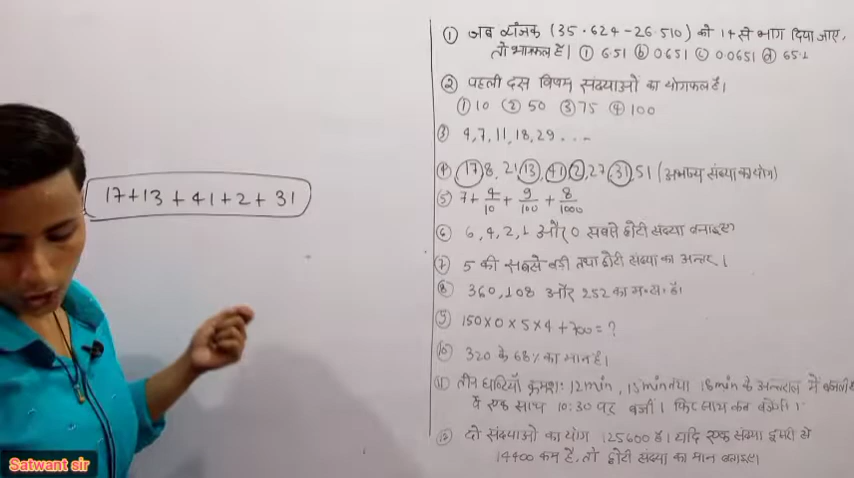 ① जब व्यंजक (35.624 - 26.510) को 14 से भाग दिया जाए,
तो भागफल है। ① 6.51 ⓑ 0.651 ⓒ 0.0651 ⓓ 65.1
② पहली दस विषम संख्याओं का योगफल है।
① 10 ② 50 ③ 75 ④ 100
③ 4, 7, 11, 18, 29 . . . -
17 + 13 + 41 + 2 + 31
④ 17, 8, 21, 13, 41, 2, 27, 31, 51 (अभाज्य संख्या का योग)
⑤ 7 + 4/10 + 9/100 + 8/1000
⑥ 6, 4, 2, 1 और 0 सबसे छोटी संख्या बनाइए
⑦ 5 की सबसे बड़ी तथा छोटी संख्या का अन्तर।
⑧ 360, 108 और 252 का म॰स॰ है।
⑨ 150 x 0 x 5 x 4 + 700 = ?
⑩ 320 के 68% का मान है।
⑪ तीन घंटियाँ क्रमशः 12 min, 15 min तथा 18 min के अन्तराल में बजती है
वे एक साथ 10:30 पर बजी। फिर साथ कब बजेगी।
⑫ दो संख्याओं का योग 125600 है। यदि एक संख्या दूसरी से
14400 कम है, तो छोटी संख्या का मान बताइए।
Satwant sir